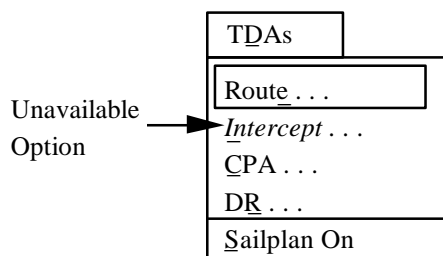 TDAs
Route . . .
Unavailable
Option
Intercept . . .
CPA . . .
DR . . .
Sailplan On